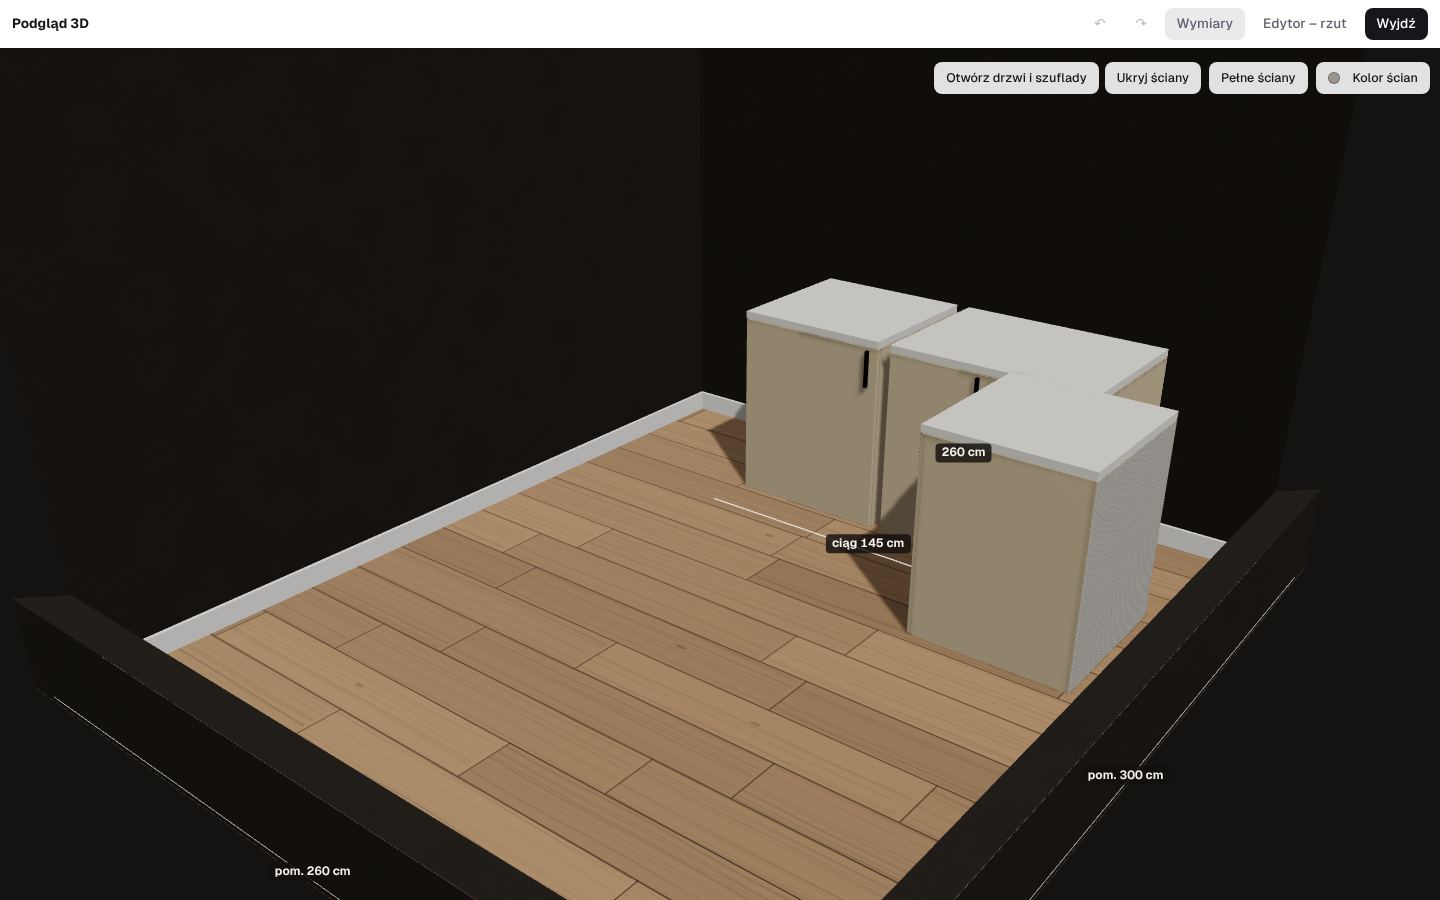 Podgląd 3D
↶ ↷ Wymiary Edytor – rzut Wyjdź
Otwórz drzwi i szuflady Ukryj ściany Pełne ściany Kolor ścian
260 cm
ciąg 145 cm
pom. 300 cm
pom. 260 cm